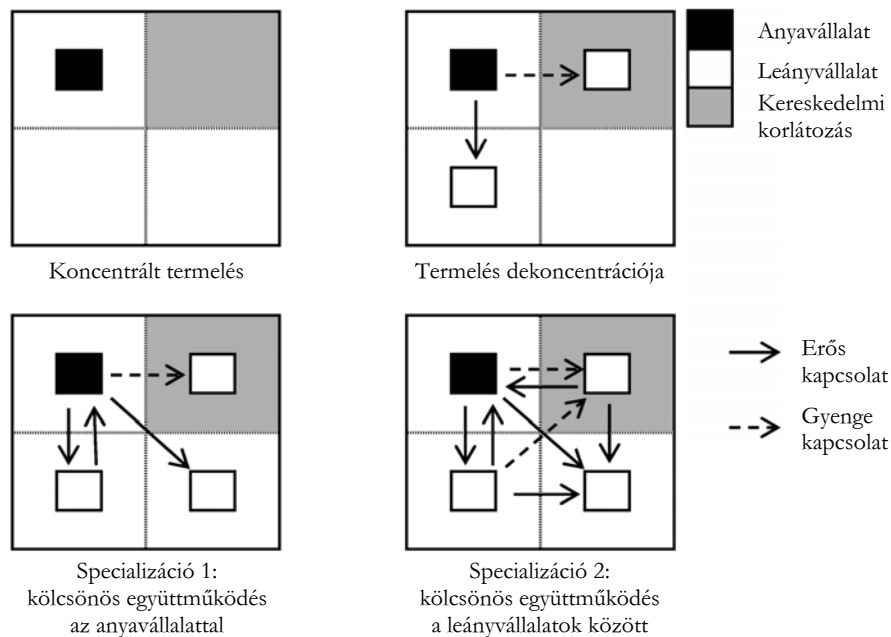 Anyavállalat
Leányvállalat
Kereskedelmi
korlátozás
Koncentrált termelés
Termelés dekoncentrációja
Erős
kapcsolat
Gyenge
kapcsolat
Specializáció 1:
kölcsönös együttműködés
az anyavállalattal
Specializáció 2:
kölcsönös együttműködés
a leányvállalatok között